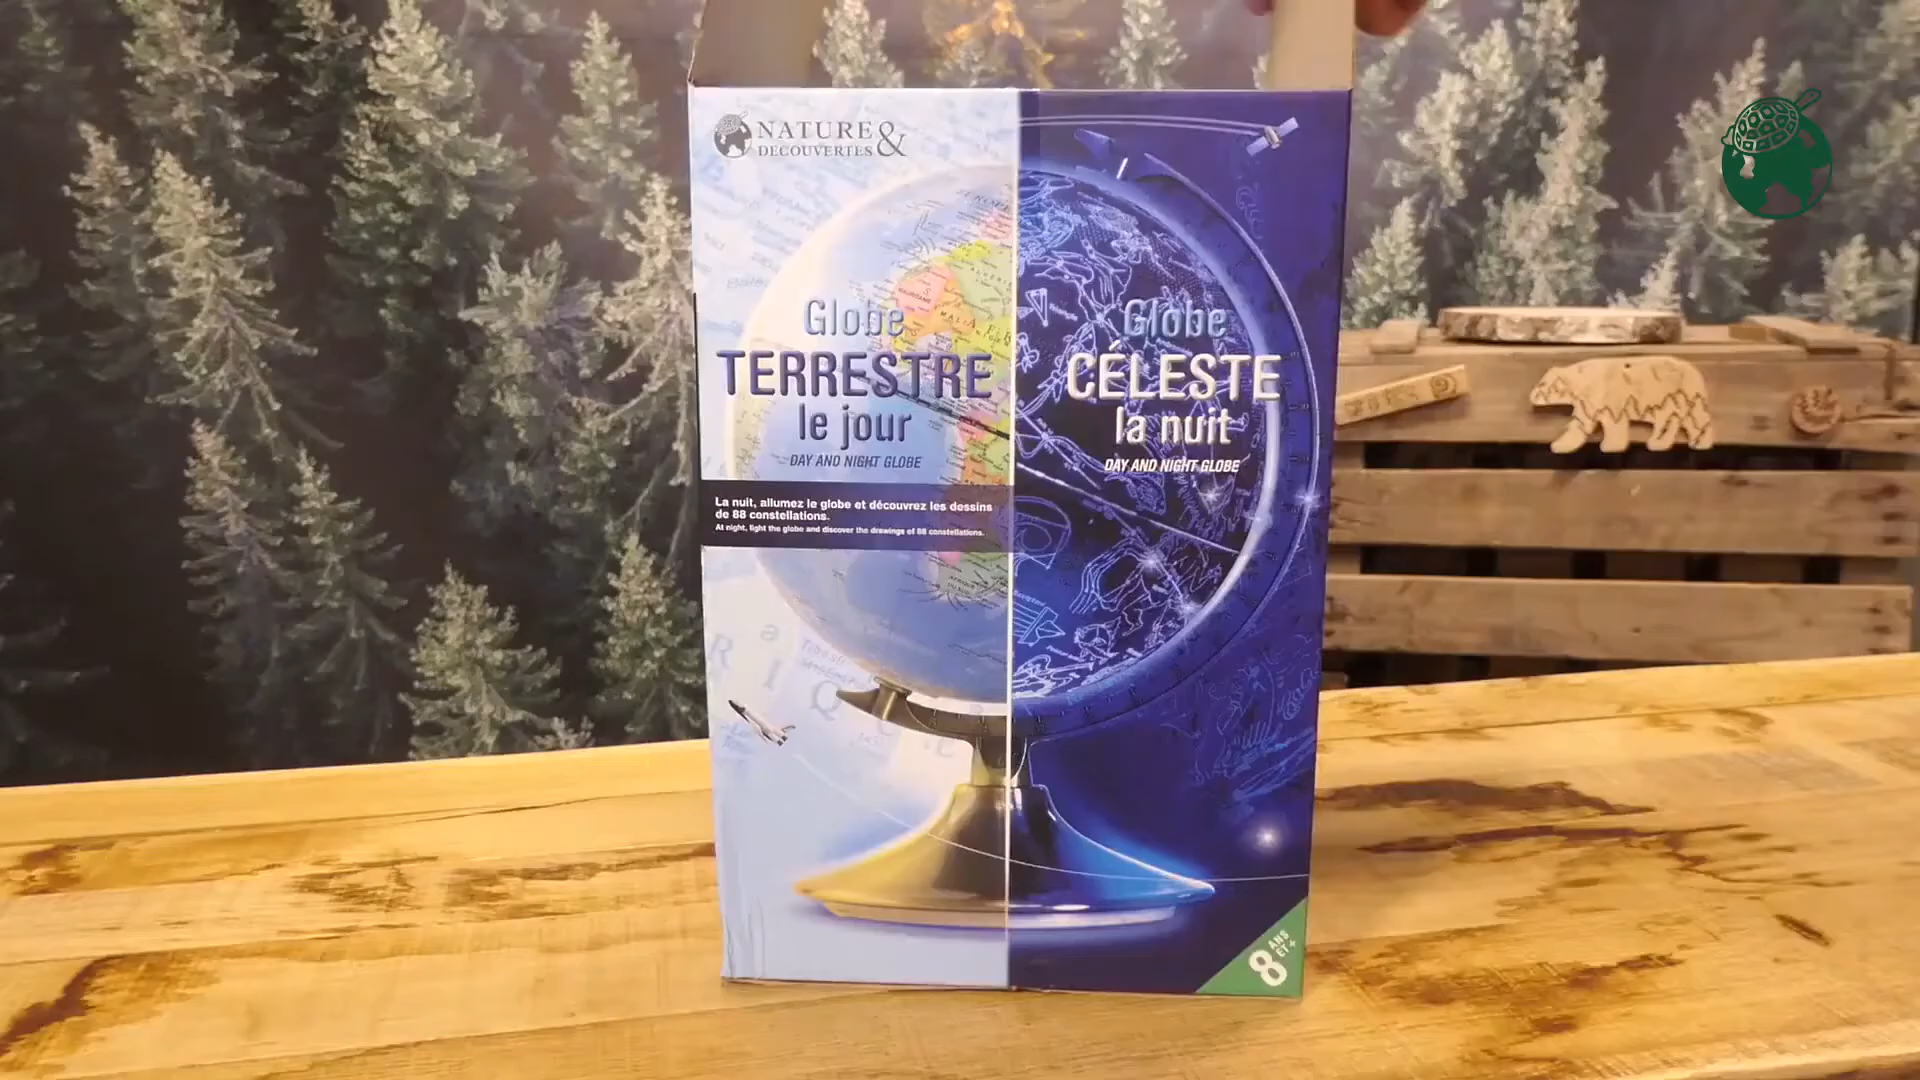 NATURE &
DECOUVERTES
Globe
TERRESTRE
le jour
DAY AND NIGHT GLOBE
La nuit, allumez le globe et découvrez les dessins
de 88 constellations.
At night, light the globe and discover the drawings of 88 constellations.
Globe
CÉLESTE
la nuit
DAY AND NIGHT GLOBE
8 ANS
ET +